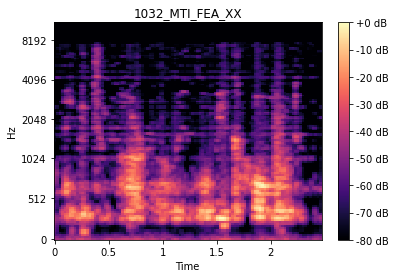 1032_MTI_FEA_XX
+0 dB
8192
-10 dB
4096
-20 dB
-30 dB
2048
Hz
-40 dB
1024
-50 dB
512
-60 dB
-70 dB
0
-80 dB
0 0.5 1 1.5 2
Time